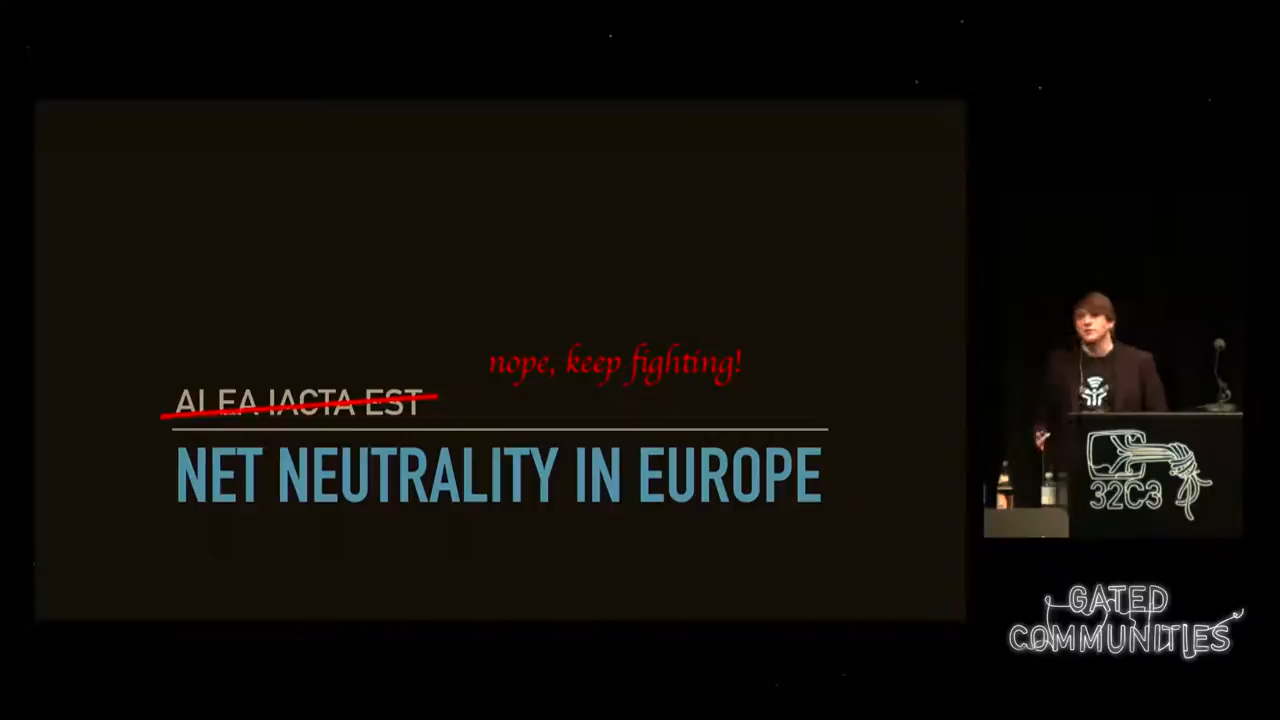 nope, keep fighting!
ALEA IACTA EST
NET NEUTRALITY IN EUROPE
32C3
GATED
COMMUNITIES